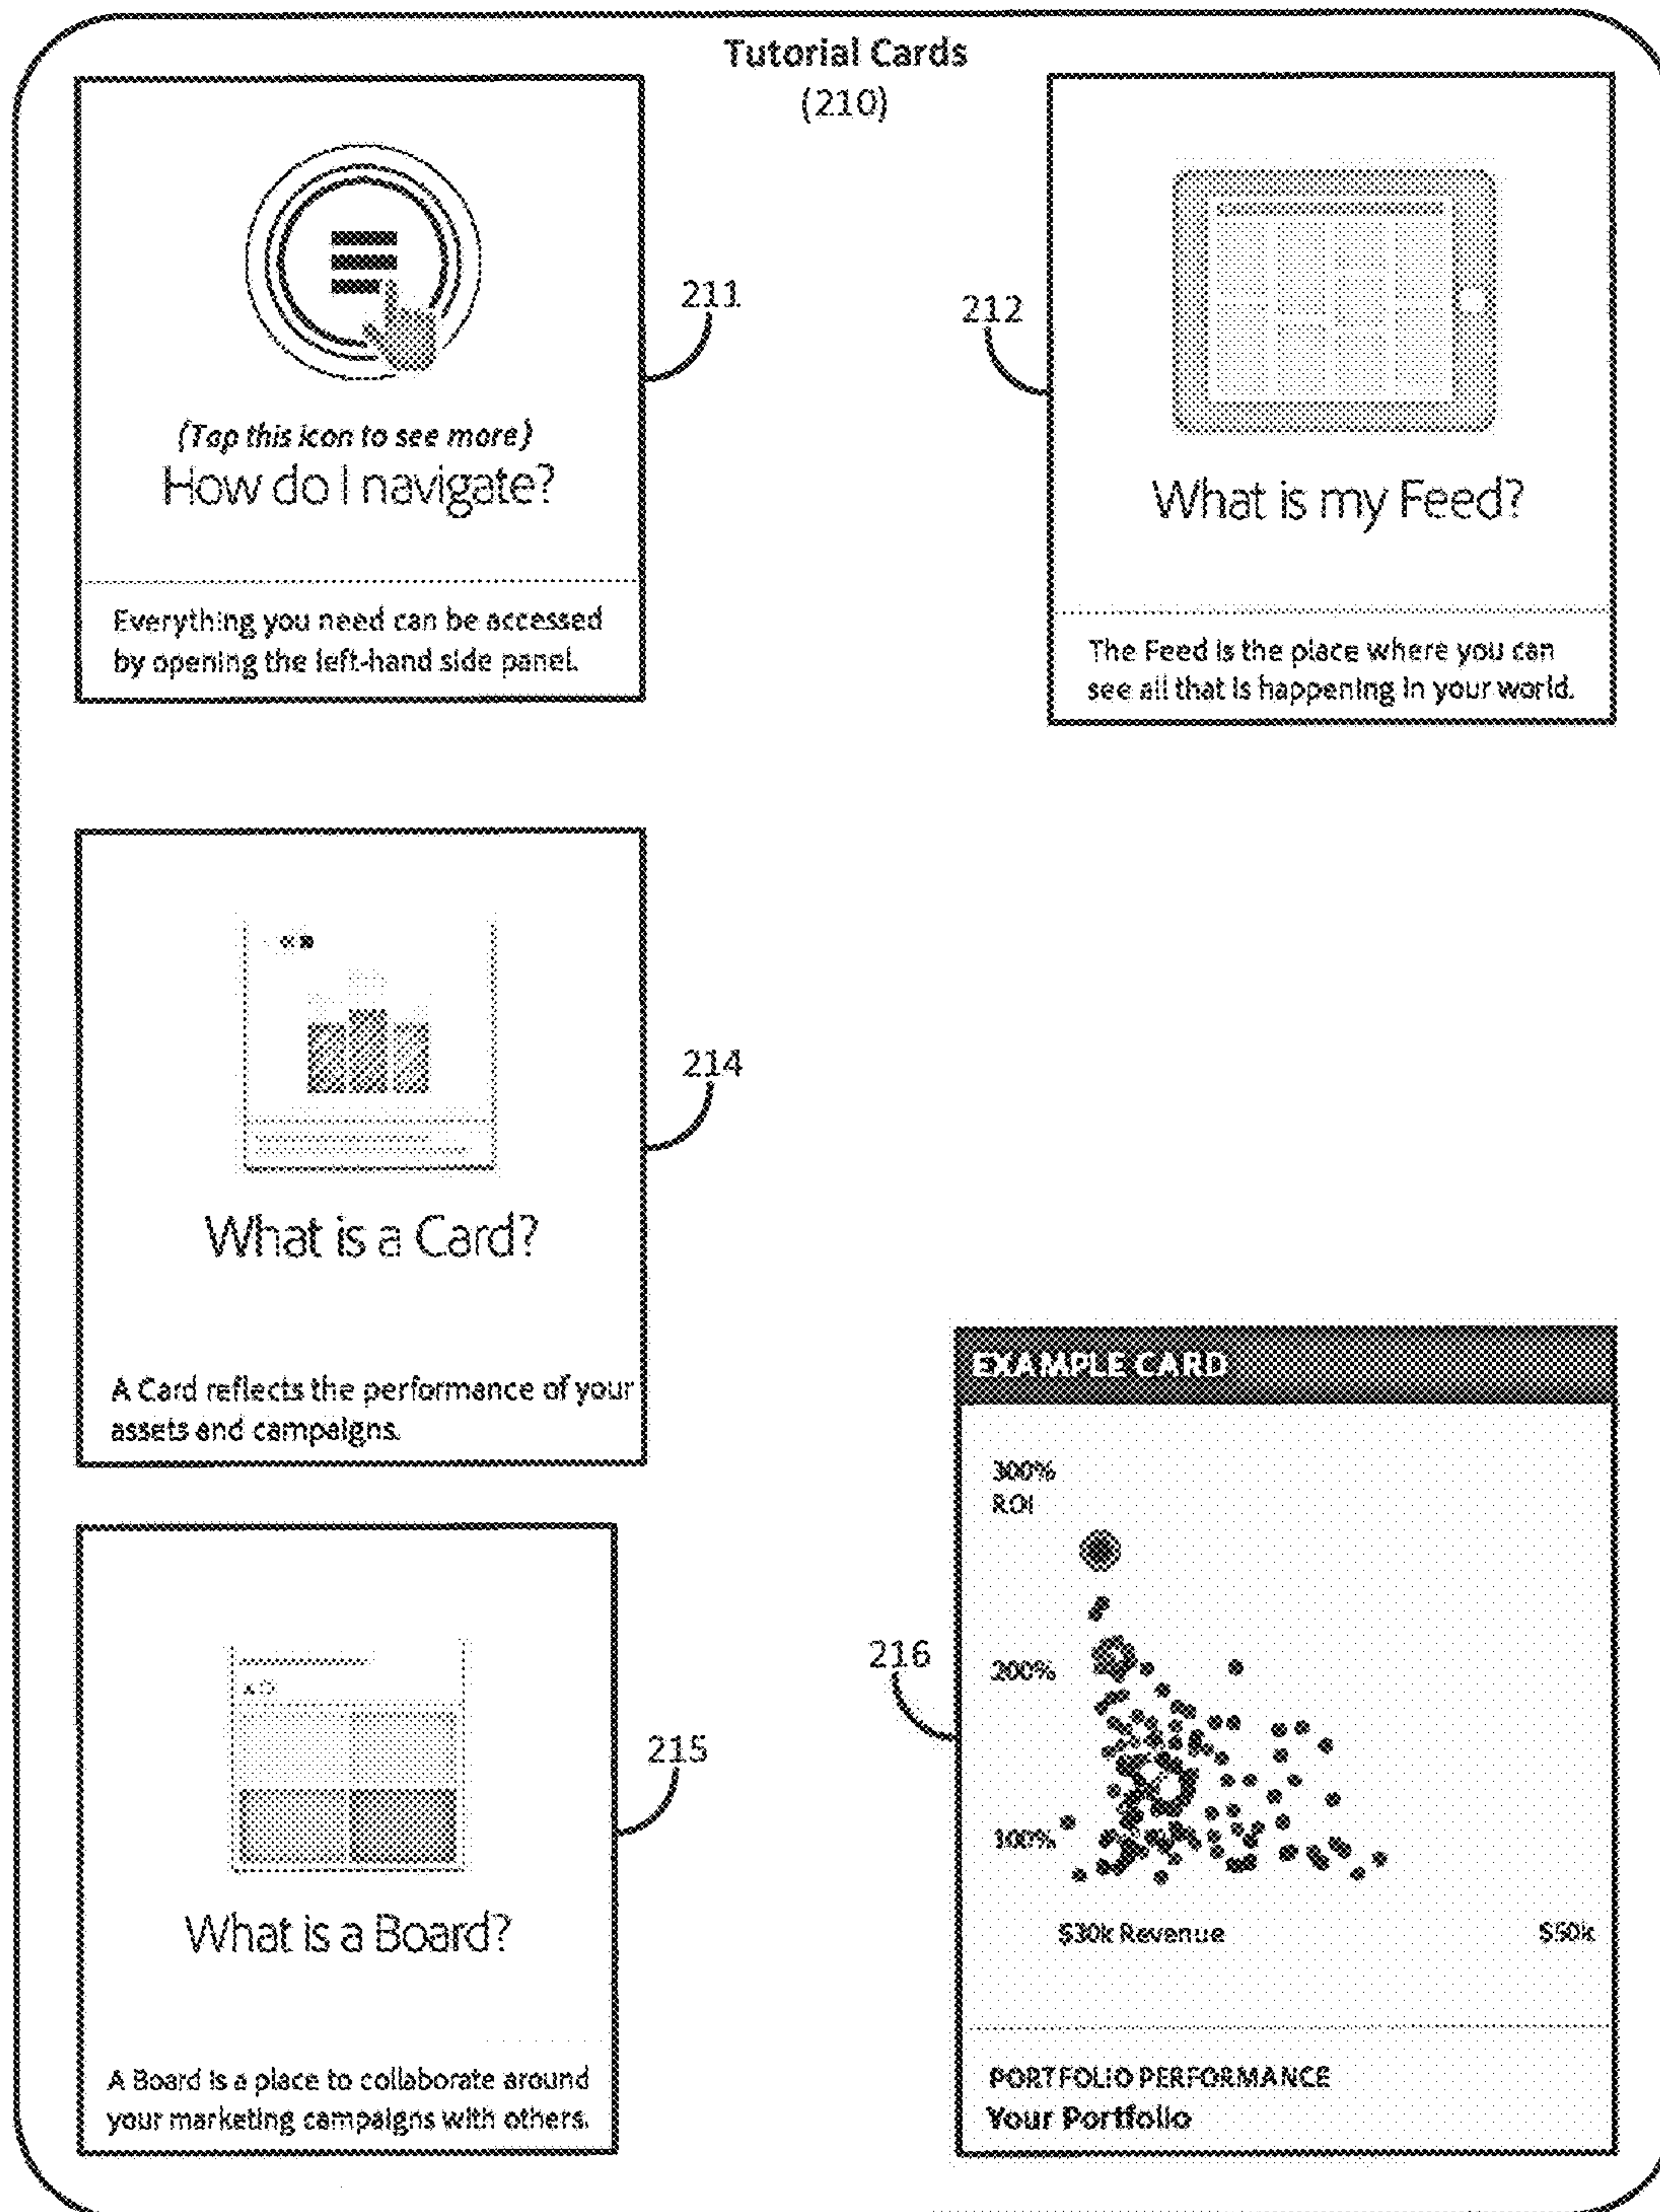 Tutorial Cards
(210)
(Tap this icon to see more)
How do I navigate?
Everything you need can be accessed
by opening the left-hand side panel.
211
212
What is my Feed?
The Feed is the place where you can
see all that is happening in your world.
What is a Card?
A Card reflects the performance of your
assets and campaigns.
214
What is a Board?
A Board is a place to collaborate around
your marketing campaigns with others.
215
216
EXAMPLE CARD
300%
ROI
200%
100%
$30k Revenue
$50k
PORTFOLIO PERFORMANCE
Your Portfolio